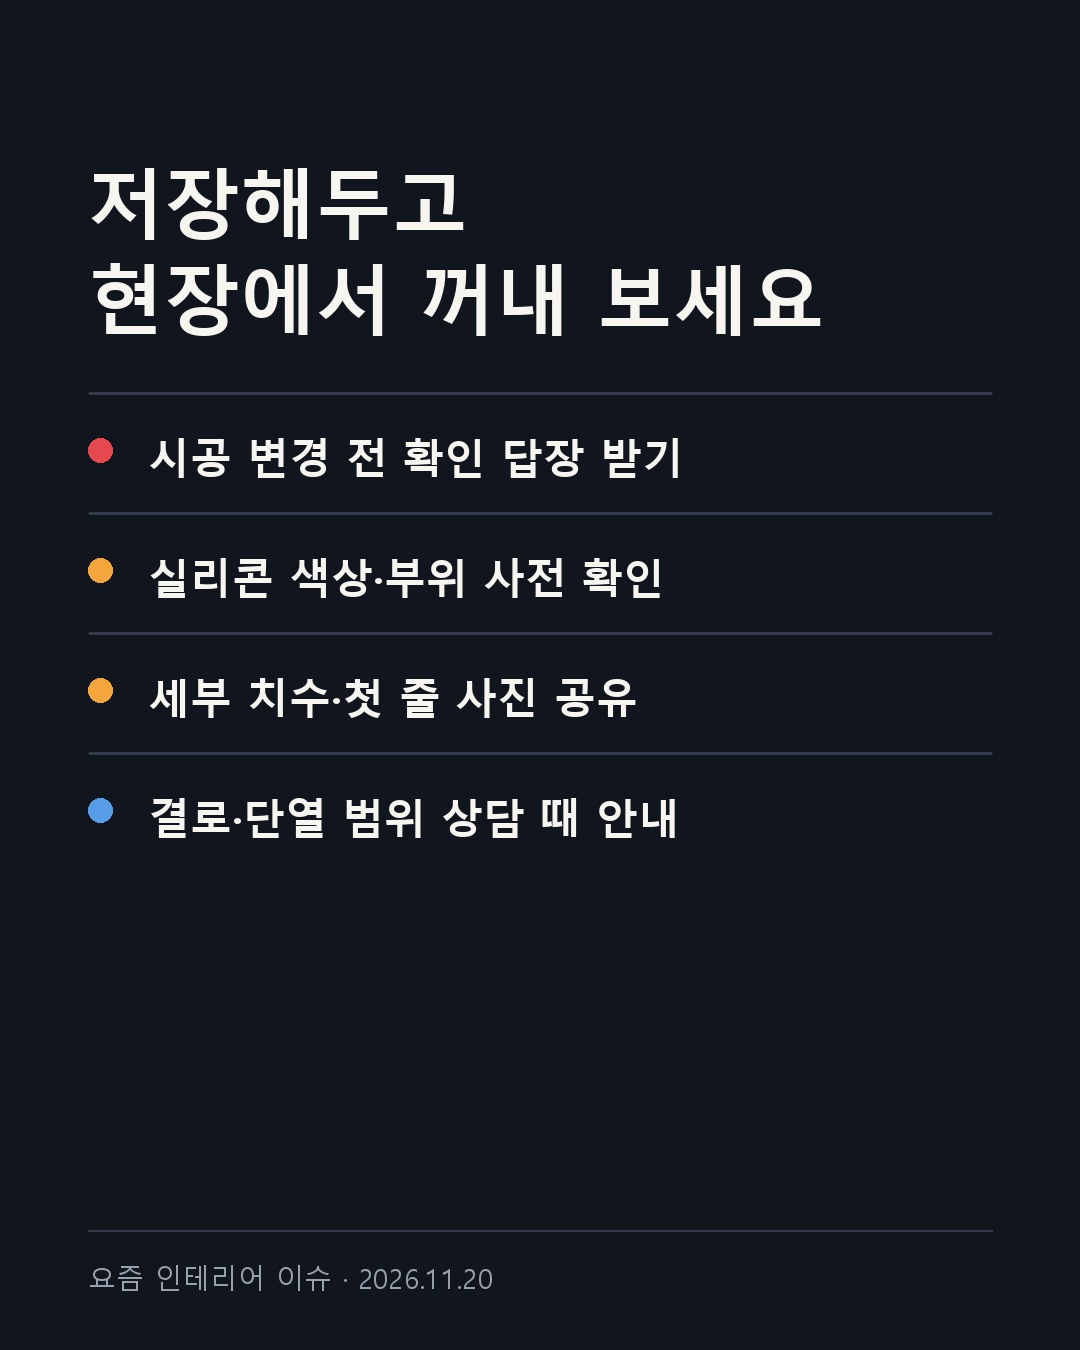 저장해두고
현장에서 꺼내 보세요
시공 변경 전 확인 답장 받기
실리콘 색상·부위 사전 확인
세부 치수·첫 줄 사진 공유
결로·단열 범위 상담 때 안내
요즘 인테리어 이슈 · 2026.11.20